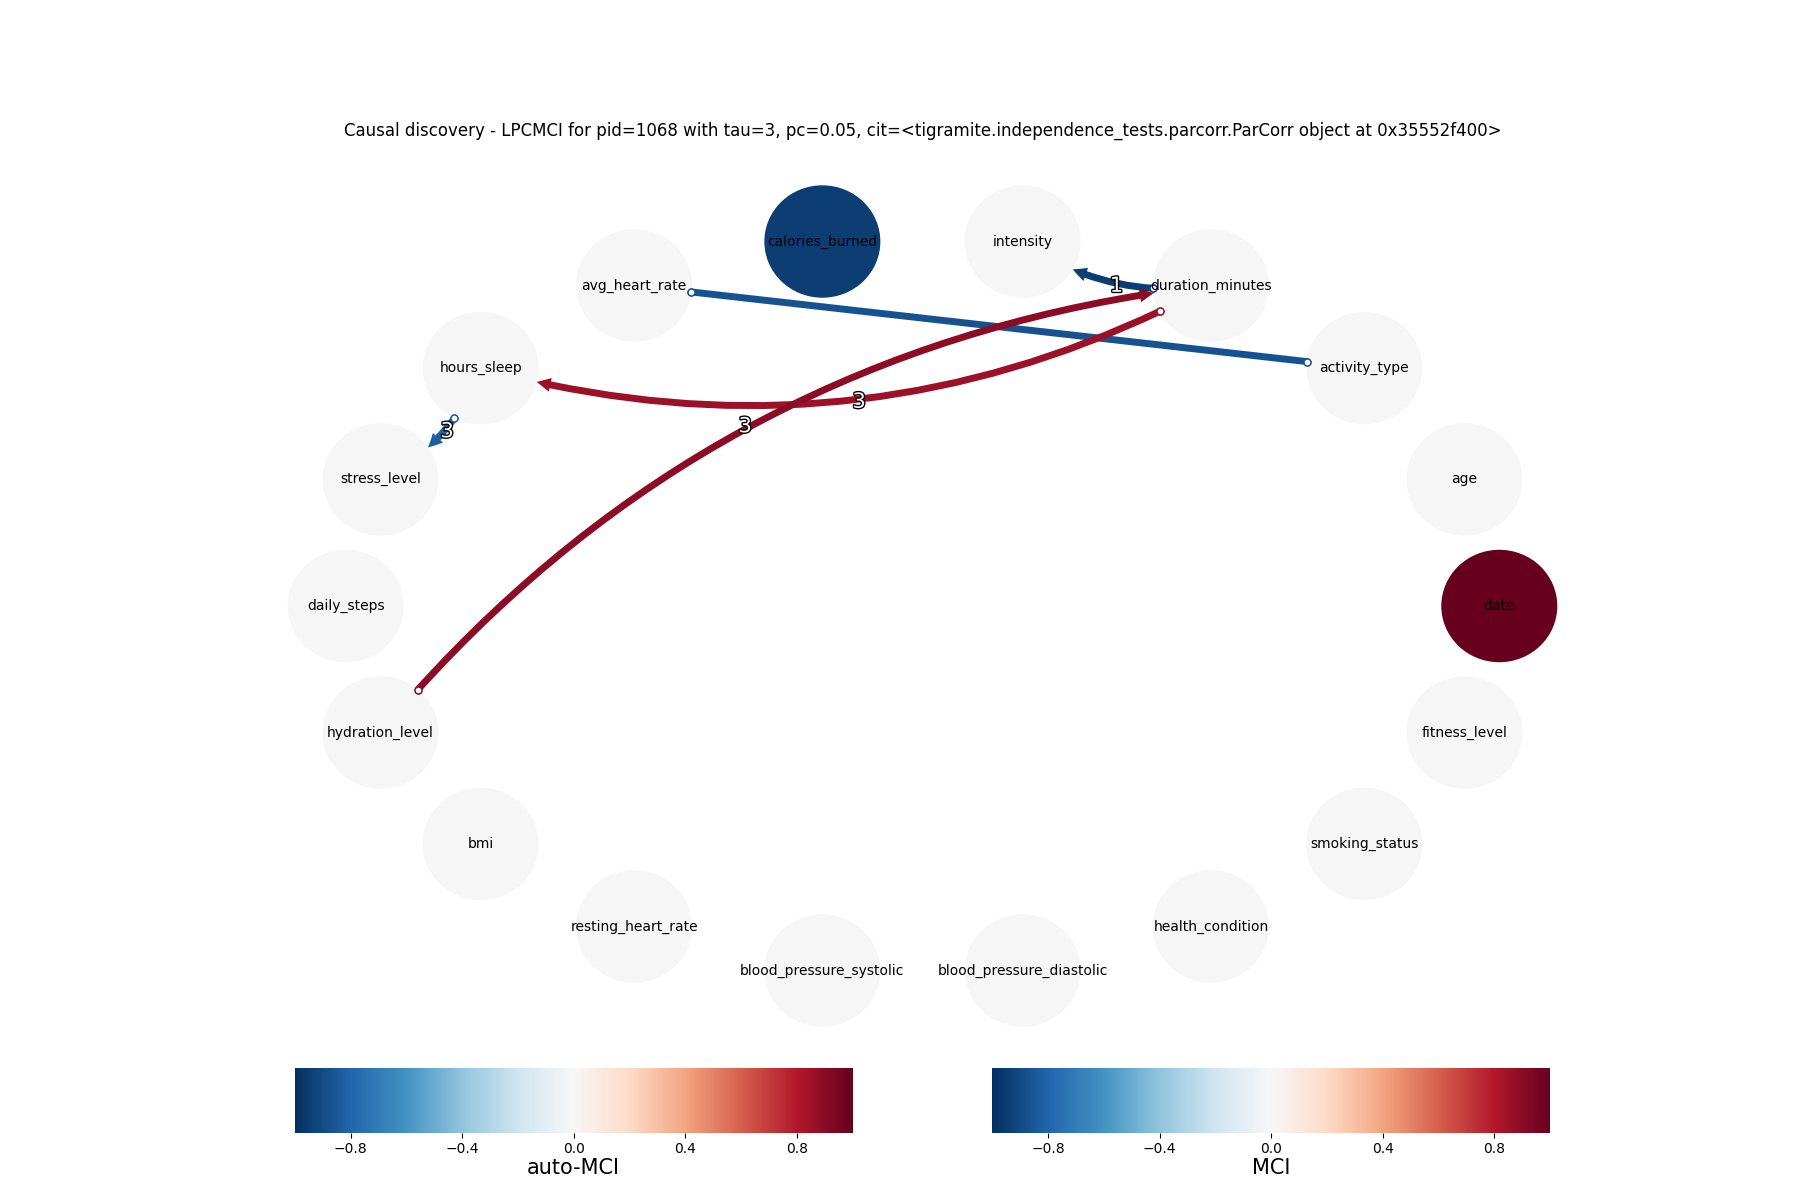 Causal discovery - LPCMCI for pid=1068 with tau=3, pc=0.05, cit=<tigramite.independence_tests.parcorr.ParCorr object at 0x35552f400>
calories_burned
intensity
avg_heart_rate
1
duration_minutes
hours_sleep
activity_type
3
3
3
stress_level
age
daily_steps
date
hydration_level
fitness_level
bmi
smoking_status
resting_heart_rate
health_condition
blood_pressure_systolic
blood_pressure_diastolic
−0.8 −0.4 0.0 0.4 0.8
auto-MCI
−0.8 −0.4 0.0 0.4 0.8
MCI